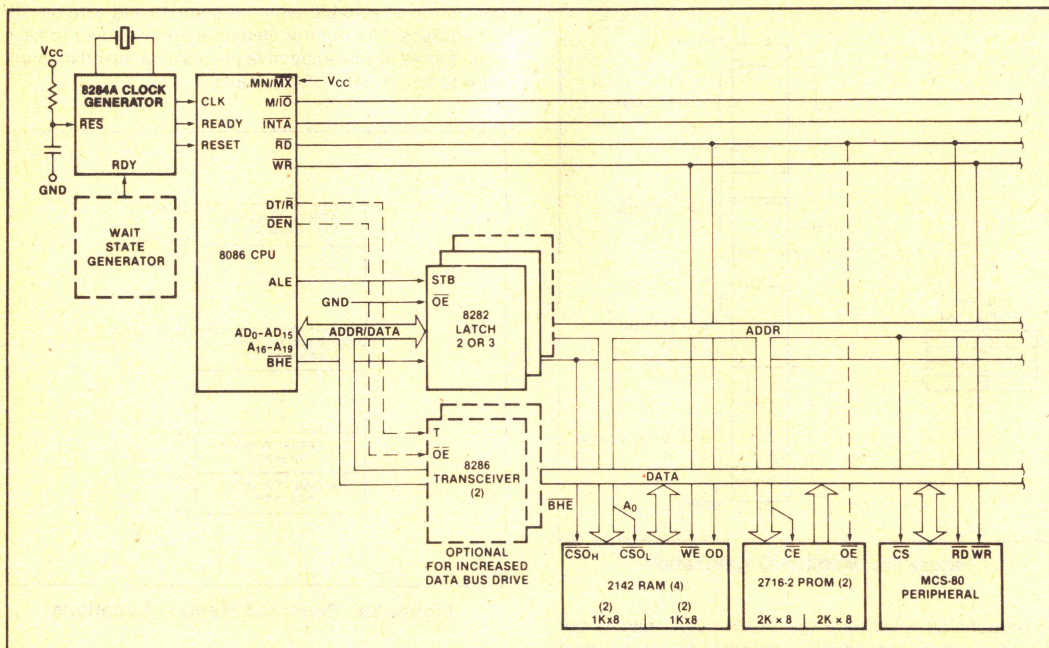 VCC
8284A CLOCK
GENERATOR
RES
RDY
GND
WAIT
STATE
GENERATOR
CLK
READY
RESET
8086 CPU
MN/MX
VCC
M/IO
INTA
RD
WR
DT/R
DEN
ALE
AD0-AD15
A16-A19
BHE
GND
ADDR/DATA
STB
OE
8282
LATCH
2 OR 3
ADDR
T
OE
8286
TRANSCEIVER
(2)
OPTIONAL
FOR INCREASED
DATA BUS DRIVE
DATA
BHE
A0
CSOH
CSOL
WE
OD
2142 RAM (4)
(2)
1Kx8
(2)
1Kx8
CE
OE
2716-2 PROM (2)
2K × 8
2K × 8
CS
RD
WR
MCS-80
PERIPHERAL